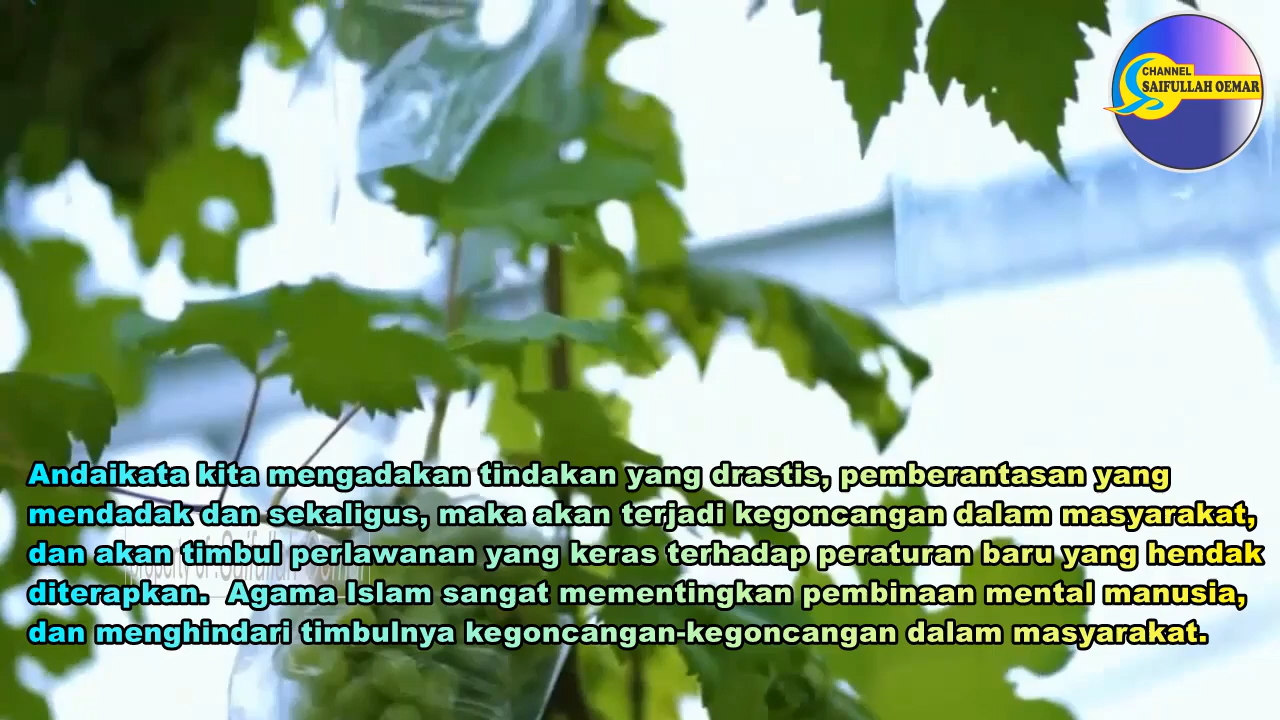 CHANNEL
SAIFULLAH OEMAR
Andaikata kita mengadakan tindakan yang drastis, pemberantasan yang
mendadak dan sekaligus, maka akan terjadi kegoncangan dalam masyarakat,
dan akan timbul perlawanan yang keras terhadap peraturan baru yang hendak
diterapkan. Agama Islam sangat mementingkan pembinaan mental manusia,
dan menghindari timbulnya kegoncangan-kegoncangan dalam masyarakat.